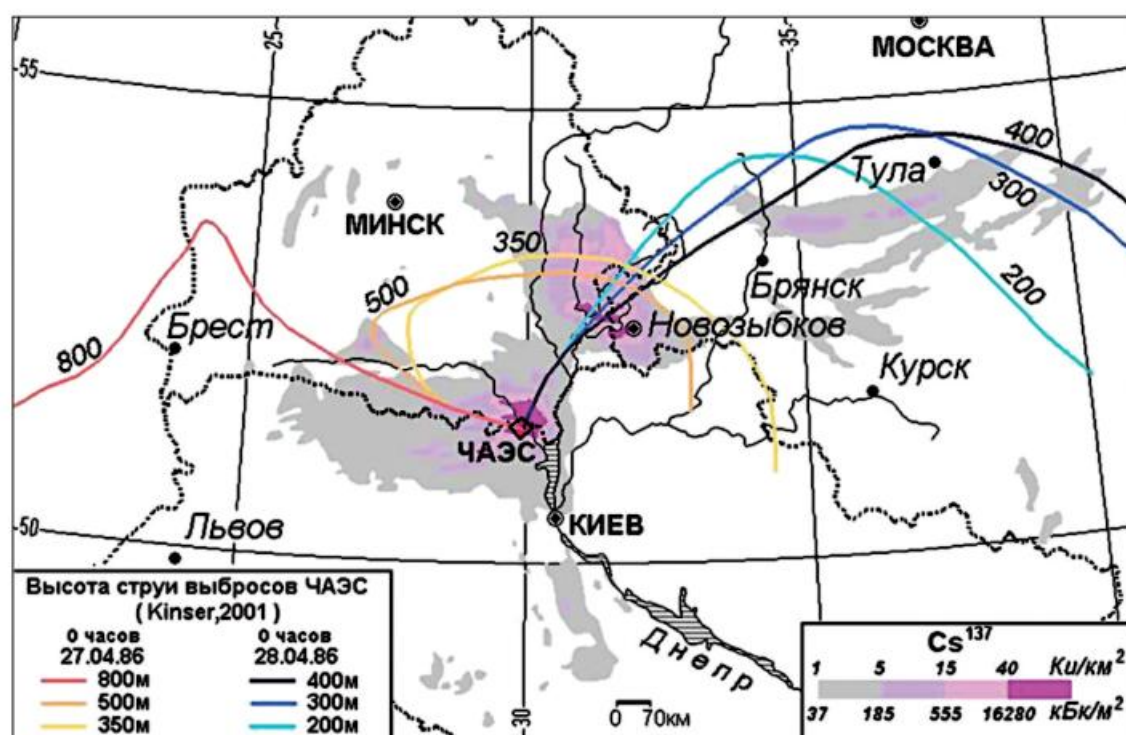 25-
35-
МОСКВА
-55
400
Тула
300
МИНСК
350
200
500
Брянск
Новозыбков
800
Брест
Курск
ЧАЭС
-50
Львов
КИЕВ
Днепр
30-
0 70км
Высота струи выбросов ЧАЭС
( Kinser,2001 )
0 часов 0 часов
27.04.86 28.04.86
800м 400м
500м 300м
350м 200м
Cs137
1 5 15 40 Ки/км2
37 185 555 16280 кБк/м2